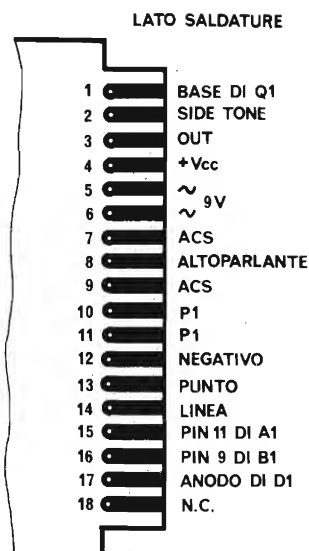 LATO SALDATURE
1 BASE DI Q1
2 SIDE TONE
3 OUT
4 +Vcc
5 ~
9V
6 ~
7 ACS
8 ALTOPARLANTE
9 ACS
10 P1
11 P1
12 NEGATIVO
13 PUNTO
14 LINEA
15 PIN 11 DI A1
16 PIN 9 DI B1
17 ANODO DI D1
18 N.C.